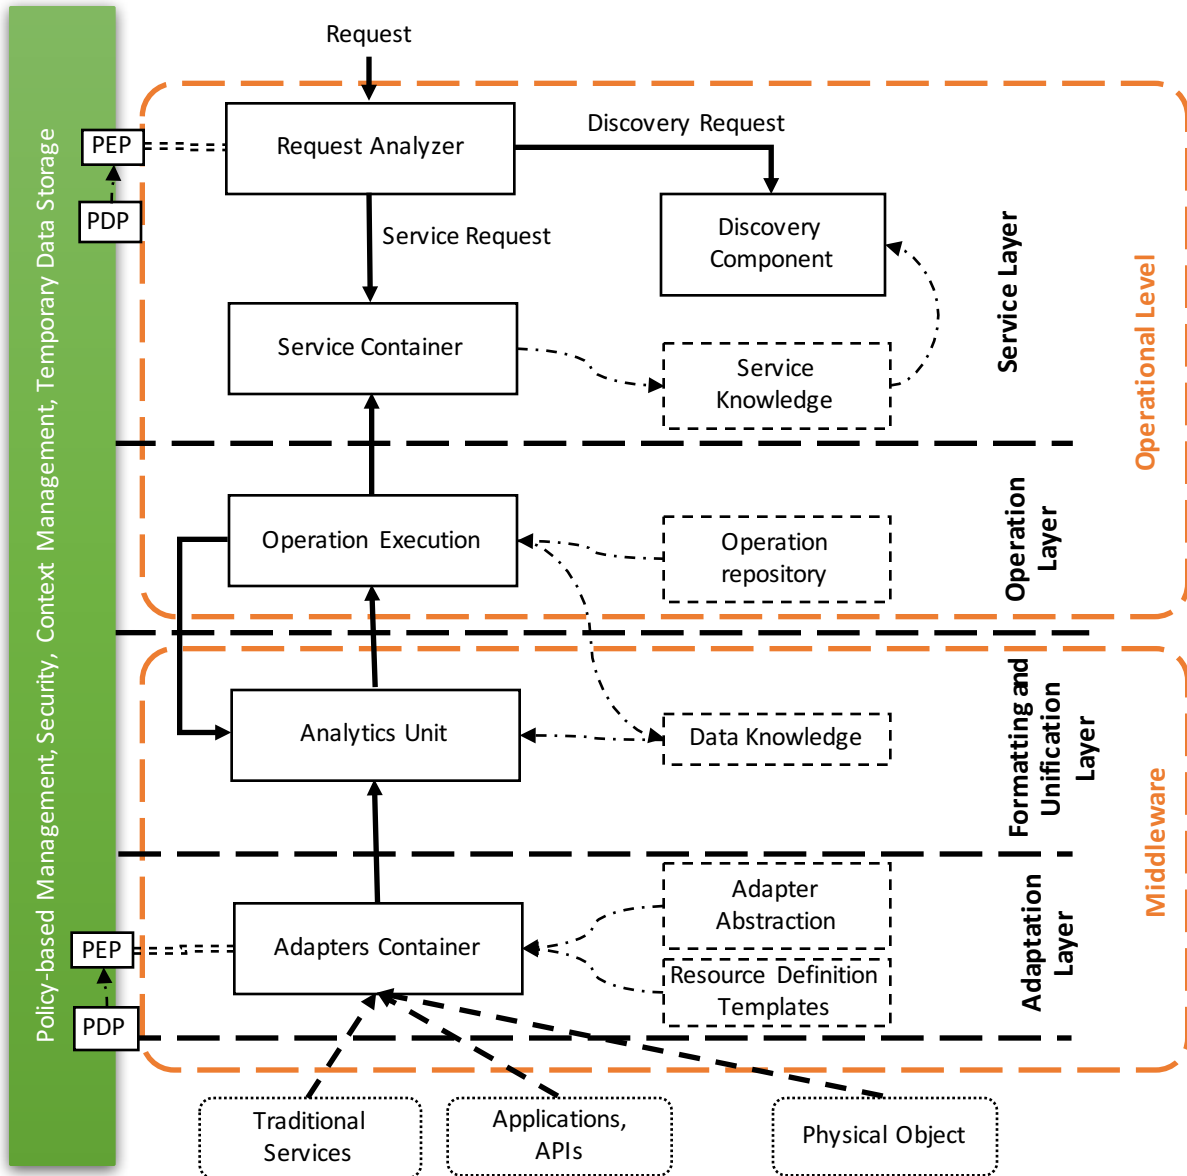 Request
Policy-based Management, Security, Context Management, Temporary Data Storage
PEP
PDP
Request Analyzer
Discovery Request
Service Request
Discovery
Component
Service Container
Service
Knowledge
Service Layer
Operational Level
Operation Execution
Operation
repository
Operation
Layer
Analytics Unit
Data Knowledge
Formatting and
Unification
Layer
Middleware
PEP
PDP
Adapters Container
Adapter
Abstraction
Resource Definition
Templates
Adaptation
Layer
Traditional
Services
Applications,
APIs
Physical Object